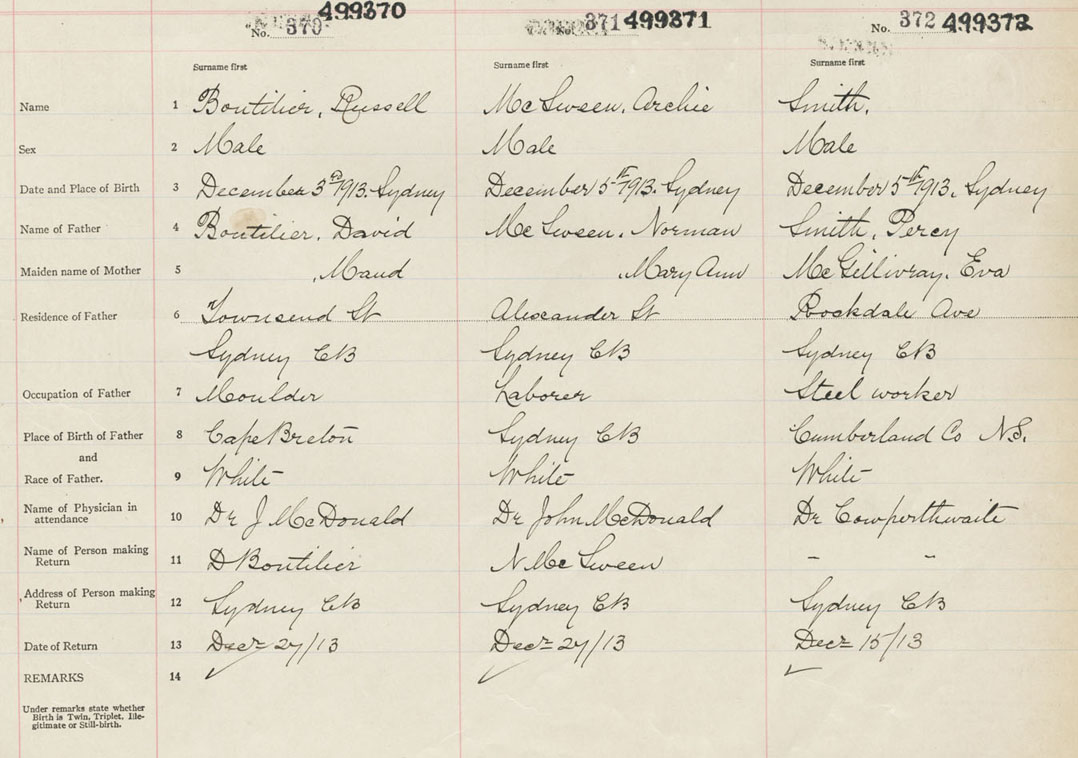 499370 499371 499372
No. 370 371 No. 372
Surname first Surname first Surname first
Name 1 Boutilier, Russell McSween, Archie Smith,
Sex 2 Male Male Male
Date and Place of Birth 3 December 3rd 1913. Sydney December 5th 1913. Sydney December 5th 1913. Sydney
Name of Father 4 Boutilier, David McSween, Norman Smith, Percy
Maiden name of Mother 5 , Maud , Mary Ann McGillivray, Eva
Residence of Father 6 Townsend St Alexander St Rockdale Ave
Sydney CB Sydney CB Sydney CB
Occupation of Father 7 Moulder Laborer Steel worker
Place of Birth of Father 8 Cape Breton Sydney CB Cumberland Co N.S.
and
Race of Father. 9 White White White
Name of Physician in
attendance 10 Dr J McDonald Dr John McDonald Dr Cowperthwaite
Name of Person making
Return 11 D Boutilier N McSween – –
Address of Person making
Return 12 Sydney CB Sydney CB Sydney CB
Date of Return 13 Decr 27/13 Decr 27/13 Decr 15/13
REMARKS 14
Under remarks state whether
Birth is Twin, Triplet, Ille-
gitimate or Still-birth.